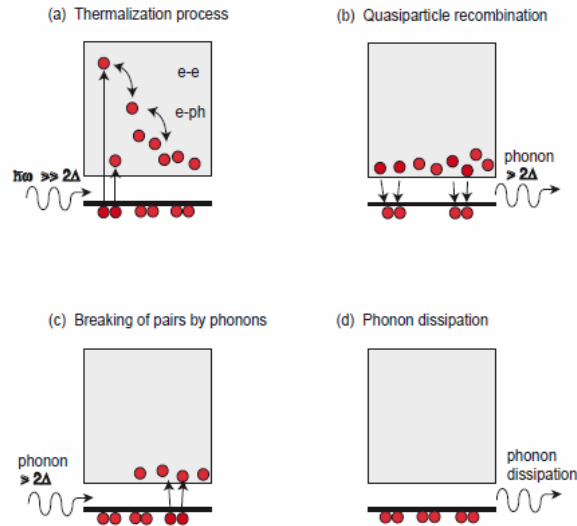 (a) Thermalization process
e-e
e-ph
ħω >> 2Δ
(b) Quasiparticle recombination
phonon
> 2Δ
(c) Breaking of pairs by phonons
phonon
> 2Δ
(d) Phonon dissipation
phonon
dissipation